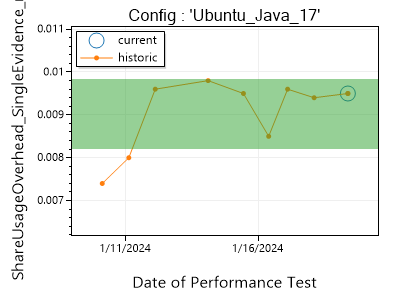 Config : 'Ubuntu_Java_17'
0.011
current
historic
0.01
0.009
0.008
0.007
1/11/2024
1/16/2024
Date of Performance Test
ShareUsageOverhead_SingleEvidence_